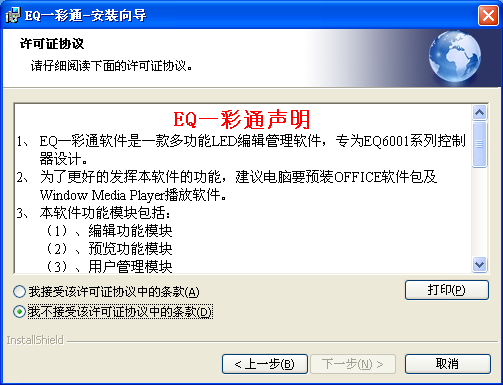 EQ一彩通-安装向导
许可证协议
请仔细阅读下面的许可证协议。
EQ一彩通声明
1、 EQ一彩通软件是一款多功能LED编辑管理软件，专为EQ6001系列控制
器设计。
2、 为了更好的发挥本软件的功能，建议电脑要预装OFFICE软件包及
Window Media Player播放软件。
3、 本软件功能模块包括：
（1）、编辑功能模块
（2）、预览功能模块
（3）、用户管理模块
我接受该许可证协议中的条款(A)
打印(P)
我不接受该许可证协议中的条款(D)
InstallShield
< 上一步(B)
下一步(N) >
取消